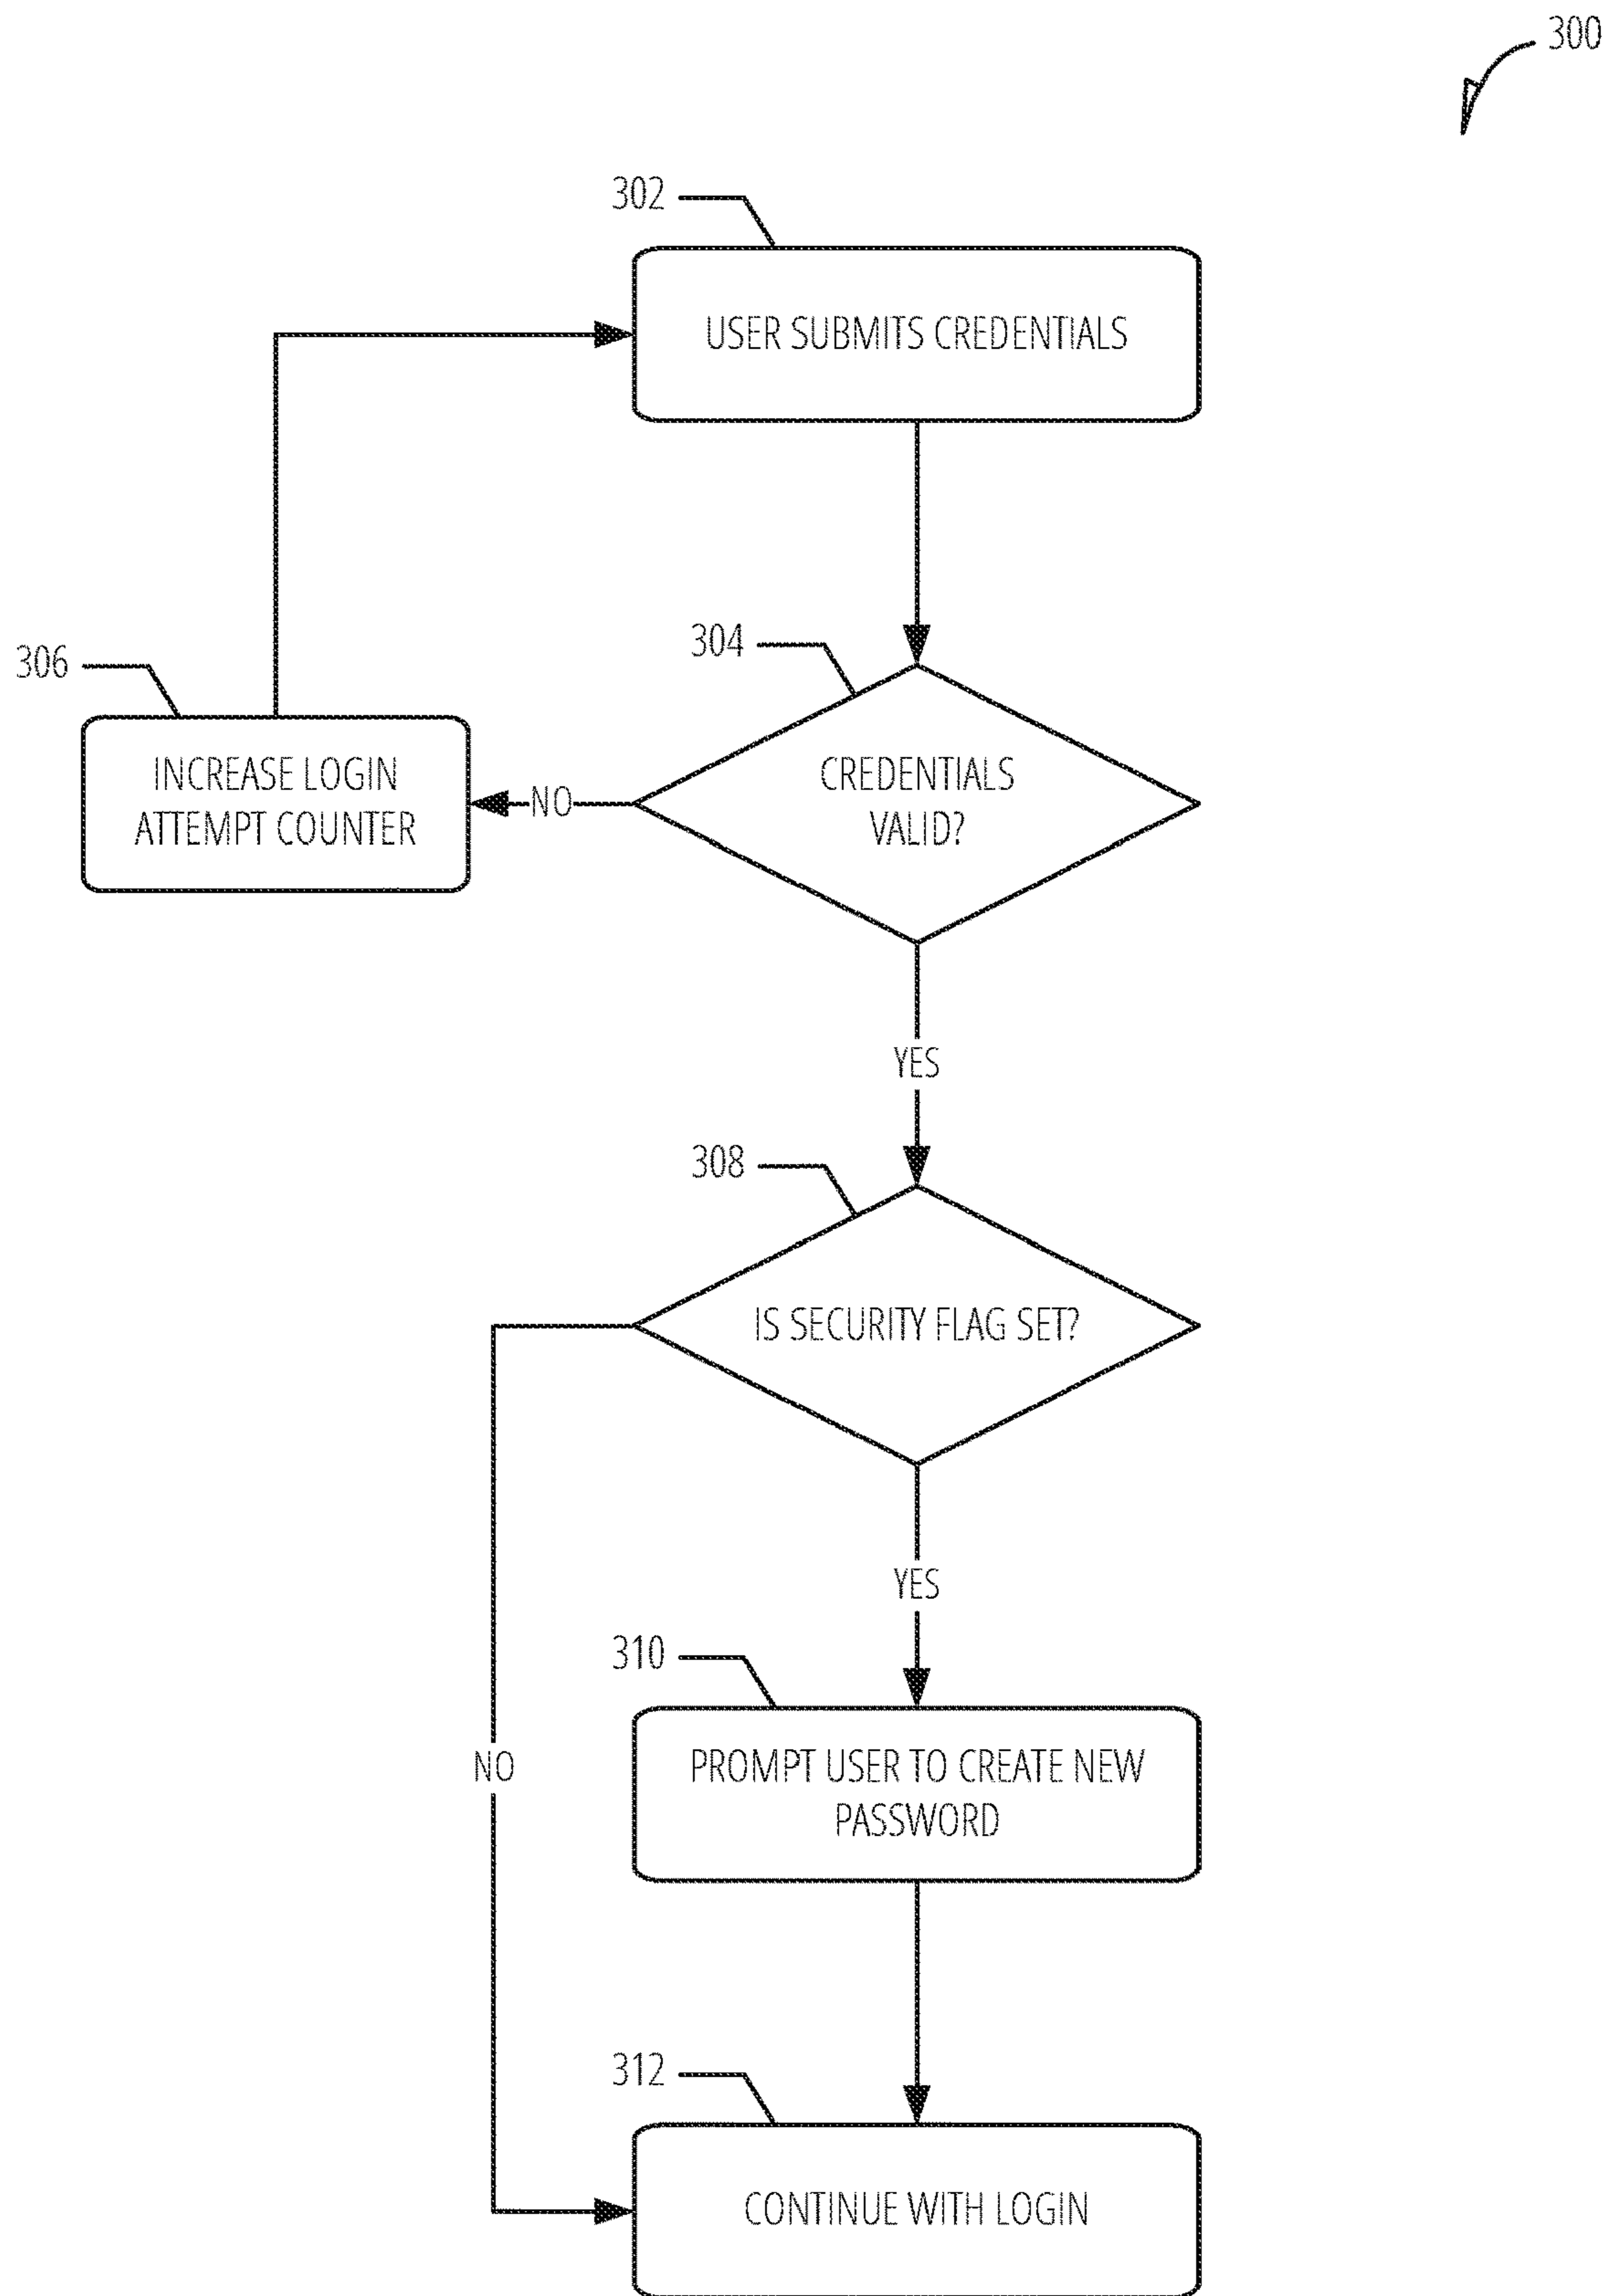 300
302
USER SUBMITS CREDENTIALS
304
306
CREDENTIALS
VALID?
INCREASE LOGIN
ATTEMPT COUNTER
NO
YES
308
IS SECURITY FLAG SET?
YES
310
PROMPT USER TO CREATE NEW
PASSWORD
NO
312
CONTINUE WITH LOGIN